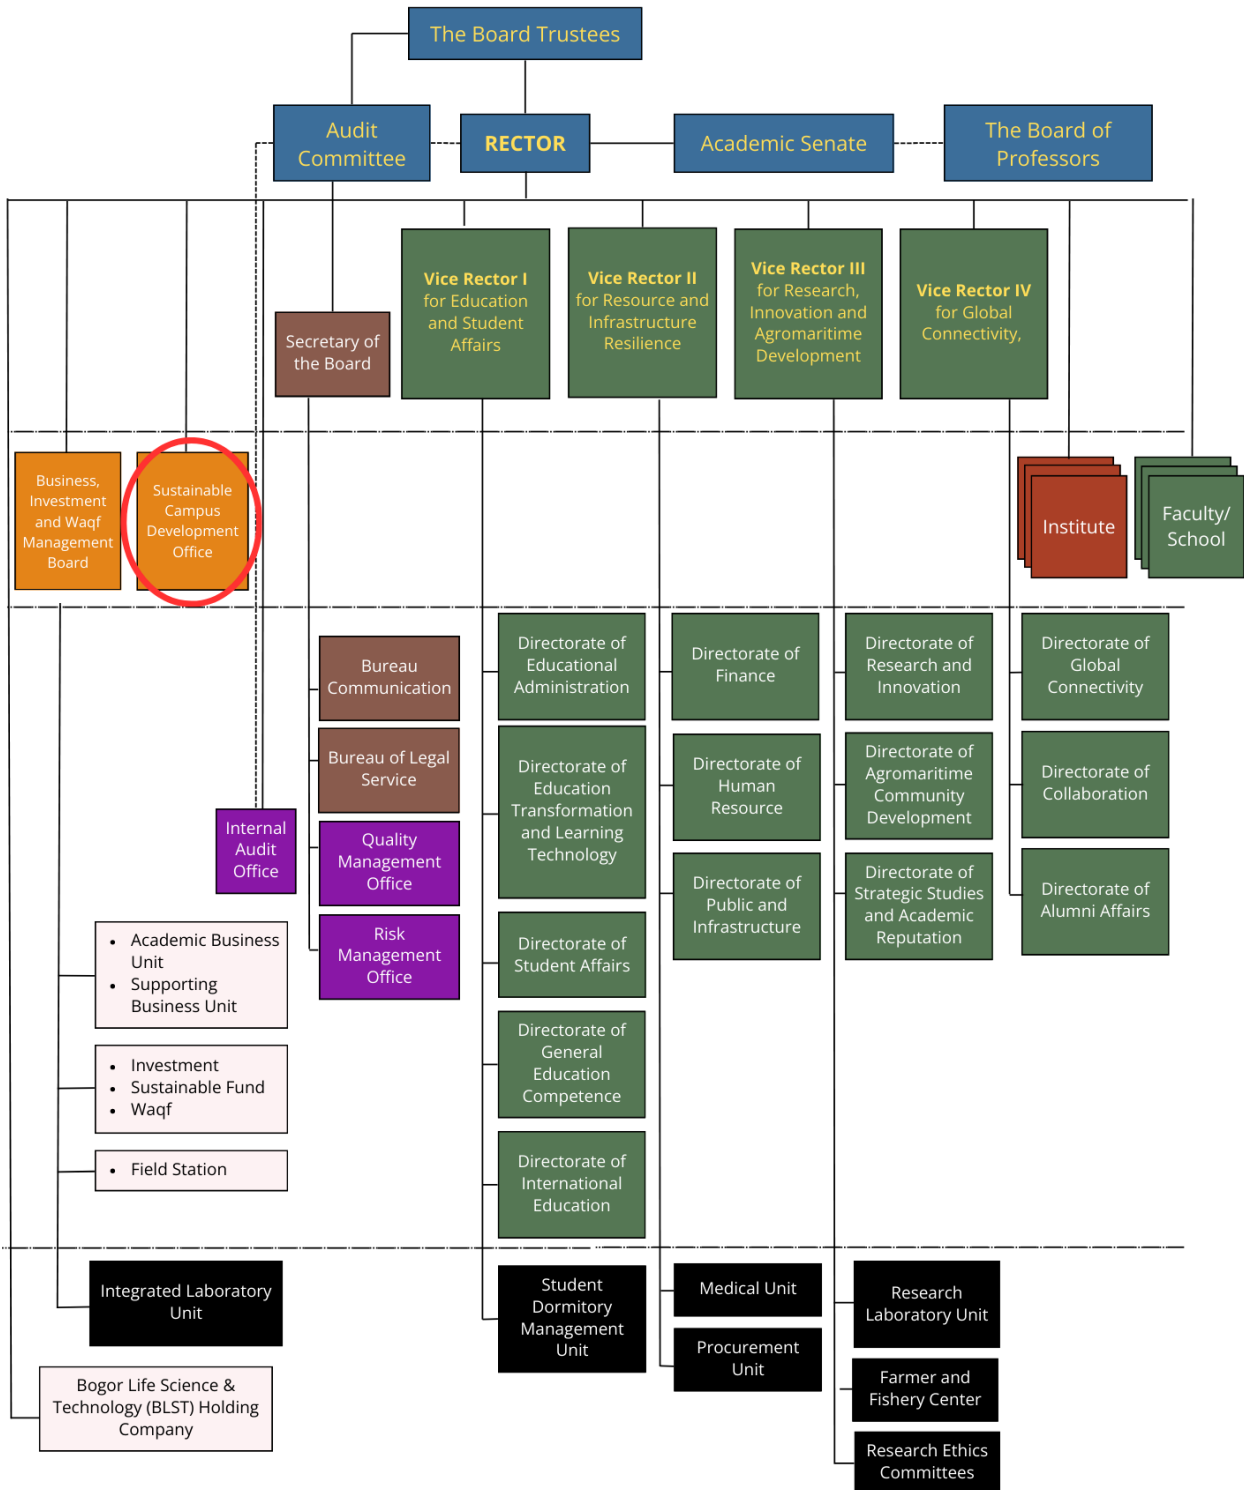 The Board Trustees
Audit
Committee
RECTOR
Academic Senate
The Board of
Professors
Vice Rector I
for Education
and Student
Affairs
Vice Rector II
for Resource and
Infrastructure
Resilience
Vice Rector III
for Research,
Innovation and
Agromaritime
Development
Vice Rector IV
for Global
Connectivity,
Secretary of
the Board
Business,
Investment
and Waqf
Management
Board
Sustainable
Campus
Development
Office
Institute
Faculty/
School
Bureau
Communication
Bureau of Legal
Service
Quality
Management
Office
Risk
Management
Office
Internal
Audit
Office
Directorate of
Educational
Administration
Directorate of
Education
Transformation
and Learning
Technology
Directorate of
Student Affairs
Directorate of
General
Education
Competence
Directorate of
International
Education
Directorate of
Finance
Directorate of
Human
Resource
Directorate of
Public and
Infrastructure
Directorate of
Research and
Innovation
Directorate of
Agromaritime
Community
Development
Directorate of
Strategic Studies
and Academic
Reputation
Directorate of
Global
Connectivity
Directorate of
Collaboration
Directorate of
Alumni Affairs
• Academic Business
Unit
• Supporting
Business Unit
• Investment
• Sustainable Fund
• Waqf
• Field Station
Integrated Laboratory
Unit
Bogor Life Science &
Technology (BLST) Holding
Company
Student
Dormitory
Management
Unit
Medical Unit
Procurement
Unit
Research
Laboratory Unit
Farmer and
Fishery Center
Research Ethics
Committees